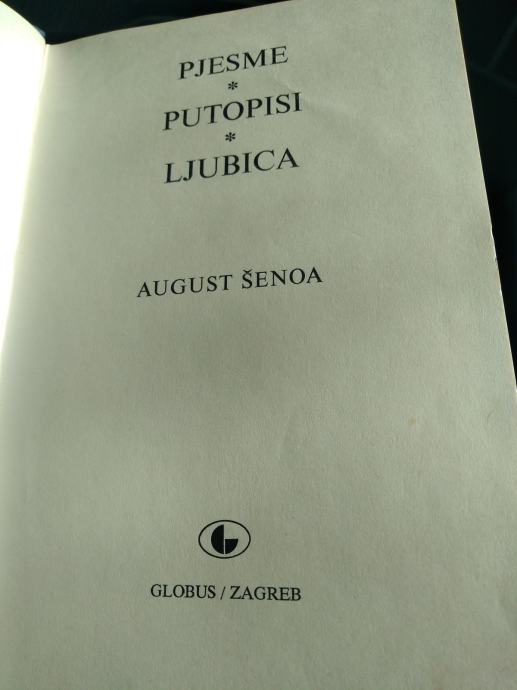 PJESME
*
PUTOPISI
*
LJUBICA
AUGUST ŠENOA
GLOBUS / ZAGREB